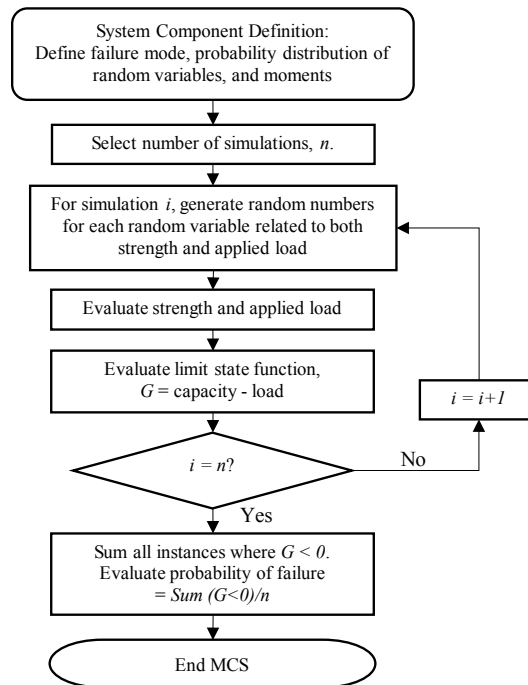 System Component Definition:
Define failure mode, probability distribution of
random variables, and moments
Select number of simulations, n.
For simulation i, generate random numbers
for each random variable related to both
strength and applied load
Evaluate strength and applied load
Evaluate limit state function,
G = capacity - load
i = i+1
i = n?
No
Yes
Sum all instances where G < 0.
Evaluate probability of failure
= Sum (G<0)/n
End MCS